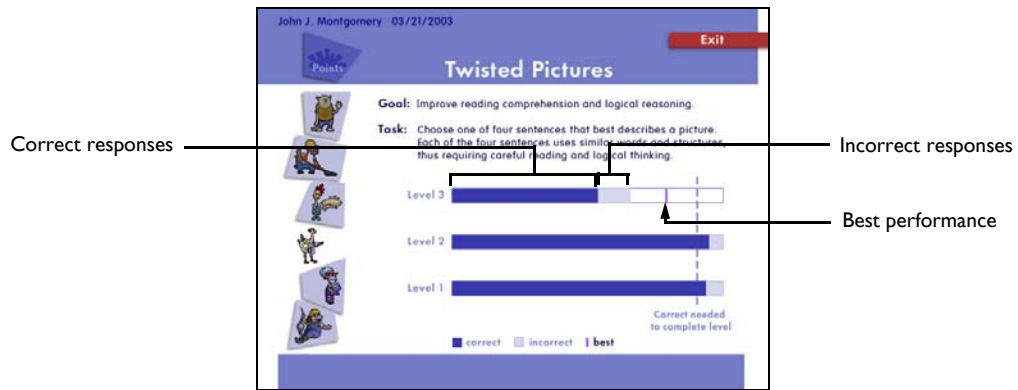 John J. Montgomery 03/21/2003
Exit
Points
Twisted Pictures
Goal: Improve reading comprehension and logical reasoning.
Task: Choose one of four sentences that best describes a picture.
Each of the four sentences uses similar words and structures,
thus requiring careful reading and logical thinking.
Correct responses
Incorrect responses
Level 3
Best performance
Level 2
Level 1
Correct needed
to complete level
correct incorrect best